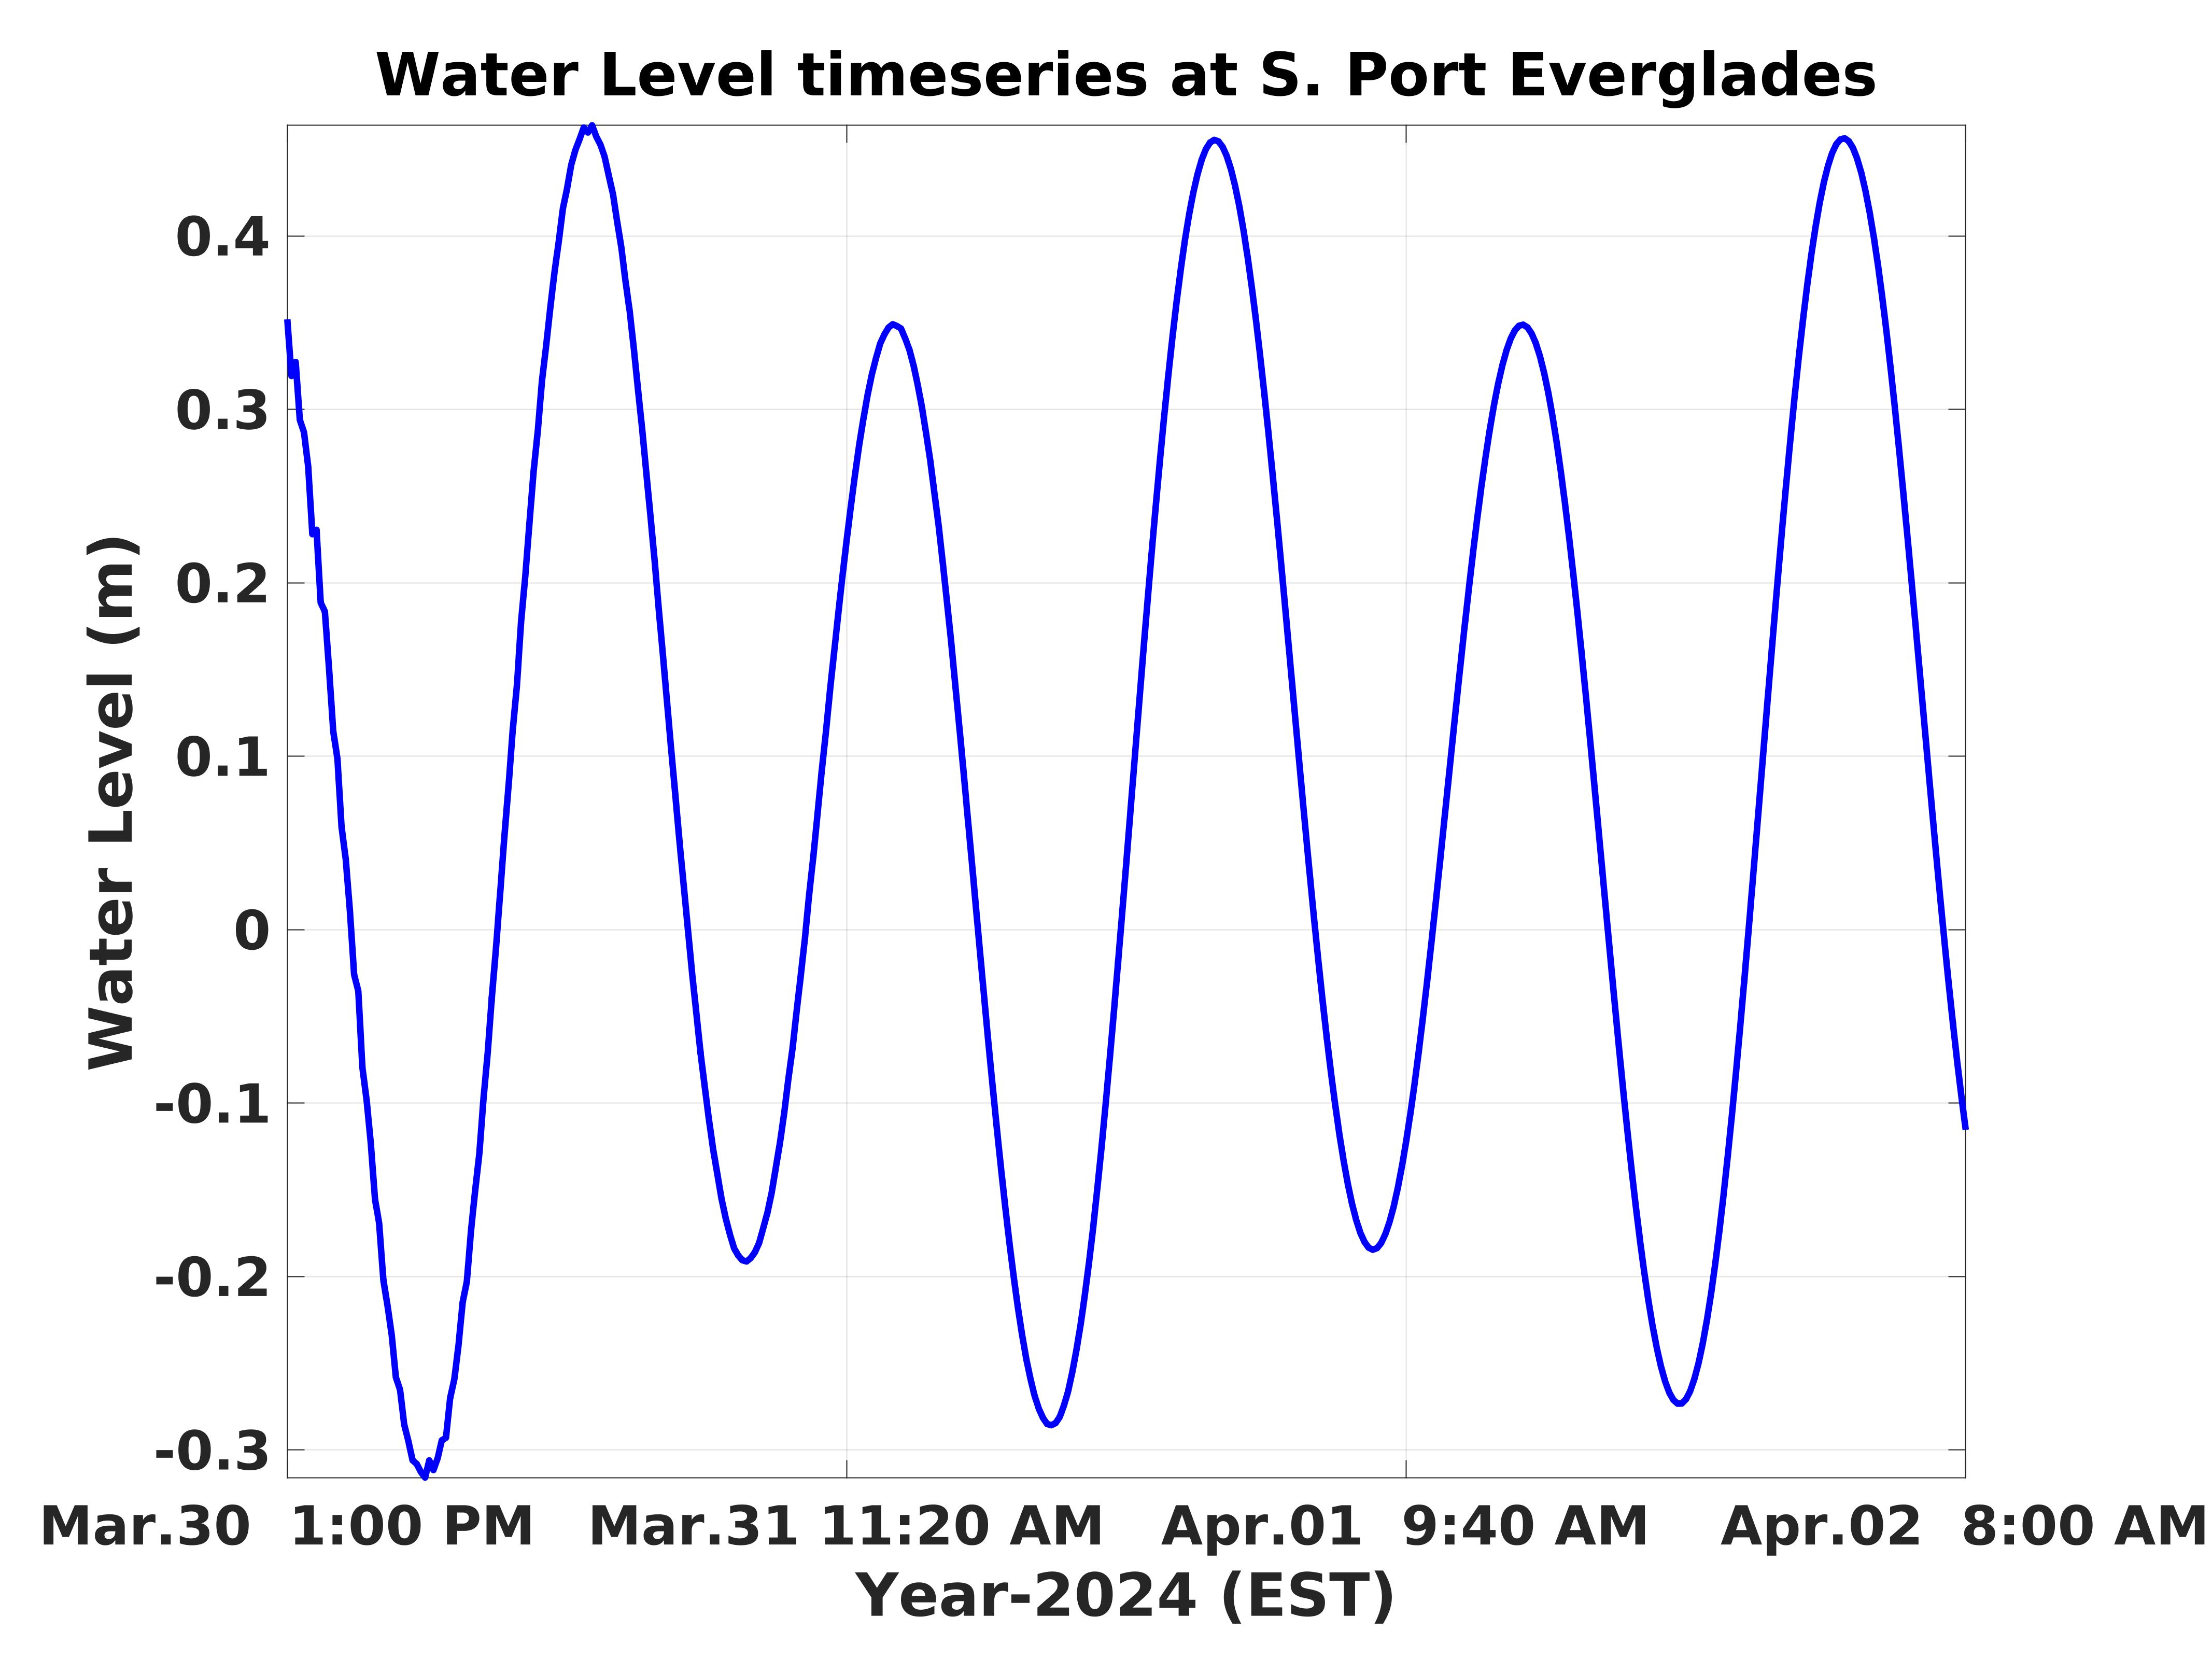 Water Level timeseries at S. Port Everglades
Water Level (m)
0.4
0.3
0.2
0.1
0
-0.1
-0.2
-0.3
Mar.30 1:00 PM Mar.31 11:20 AM Apr.01 9:40 AM Apr.02 8:00 AM
Year-2024 (EST)